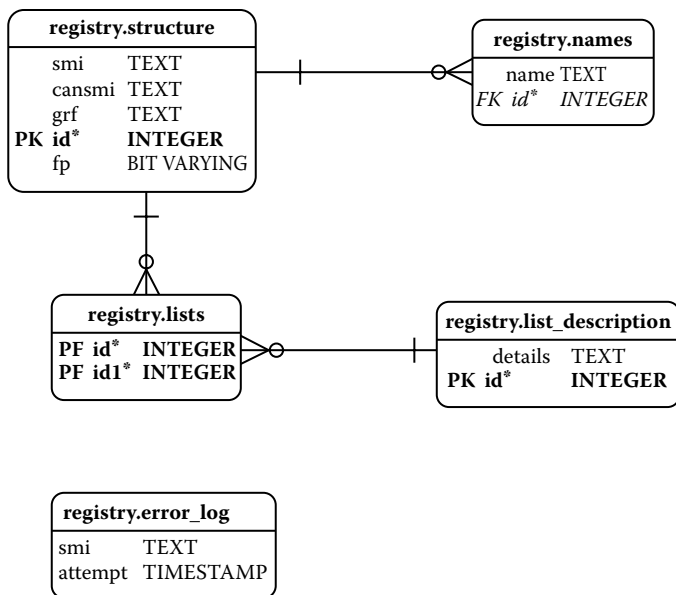 registry.structure
smi TEXT
cansmi TEXT
grf TEXT
PK id* INTEGER
fp BIT VARYING
registry.names
name TEXT
FK id* INTEGER
registry.lists
PF id* INTEGER
PF id1* INTEGER
registry.list_description
details TEXT
PK id* INTEGER
registry.error_log
smi TEXT
attempt TIMESTAMP